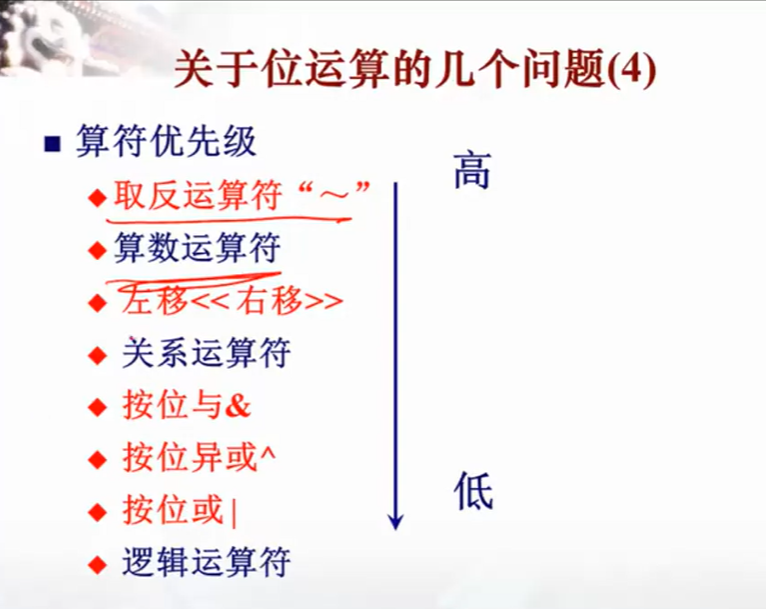 关于位运算的几个问题(4)
算符优先级
取反运算符“～”
算数运算符
左移<<右移>>
关系运算符
按位与&
按位异或^
按位或|
逻辑运算符
高
低